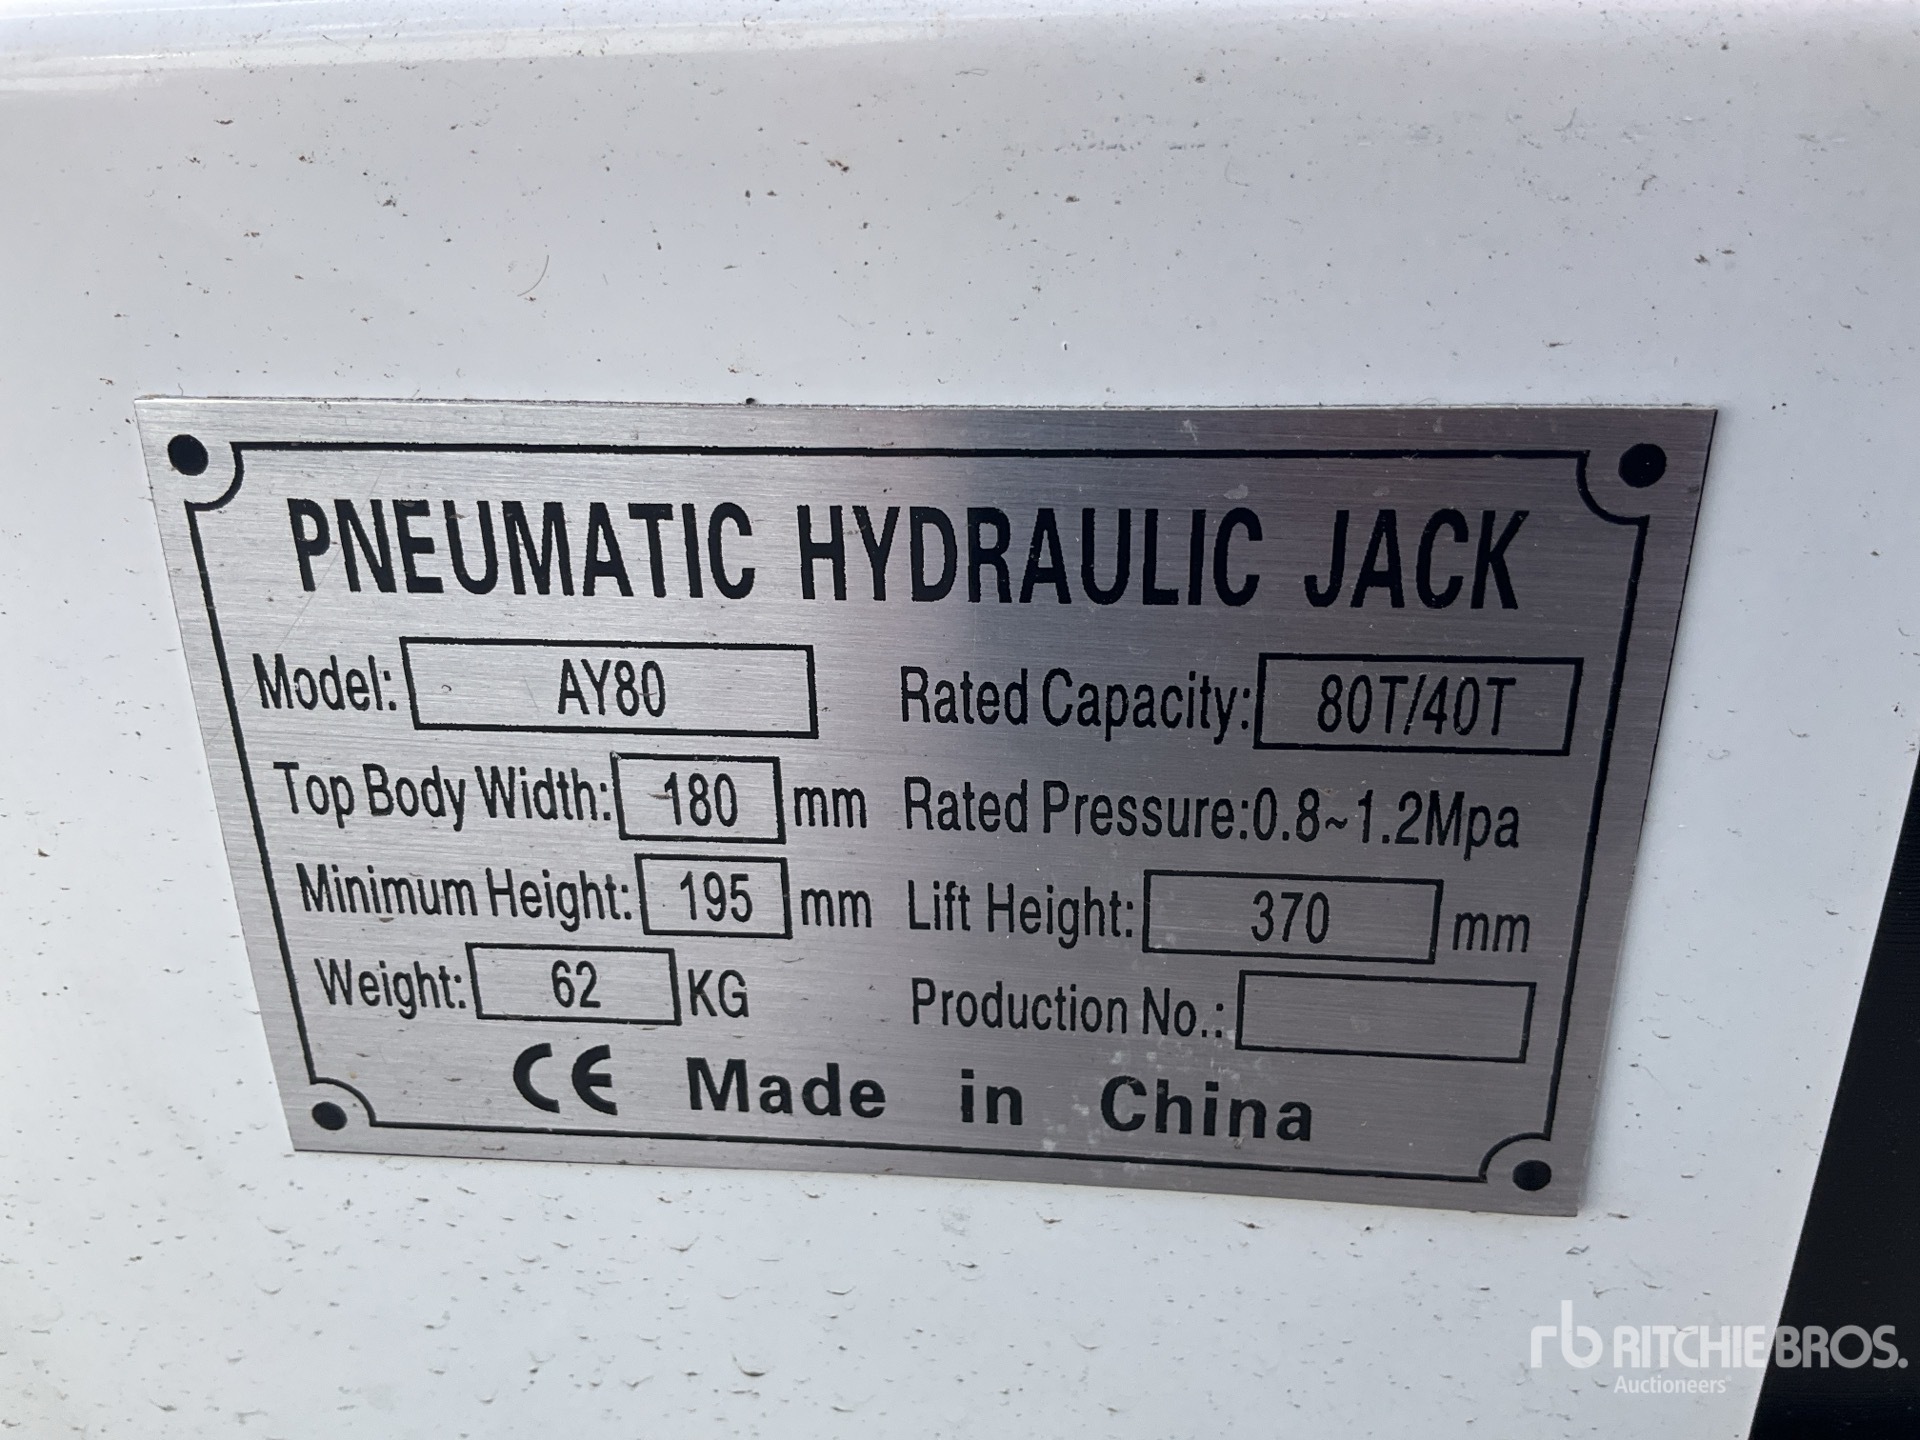 PNEUMATIC HYDRAULIC JACK
Model: AY80 Rated Capacity: 80T/40T
Top Body Width: 180 mm Rated Pressure:0.8~1.2Mpa
Minimum Height: 195 mm Lift Height: 370 mm
Weight: 62 KG Production No.:
CE Made in China
rb RITCHIE BROS.
Auctioneers